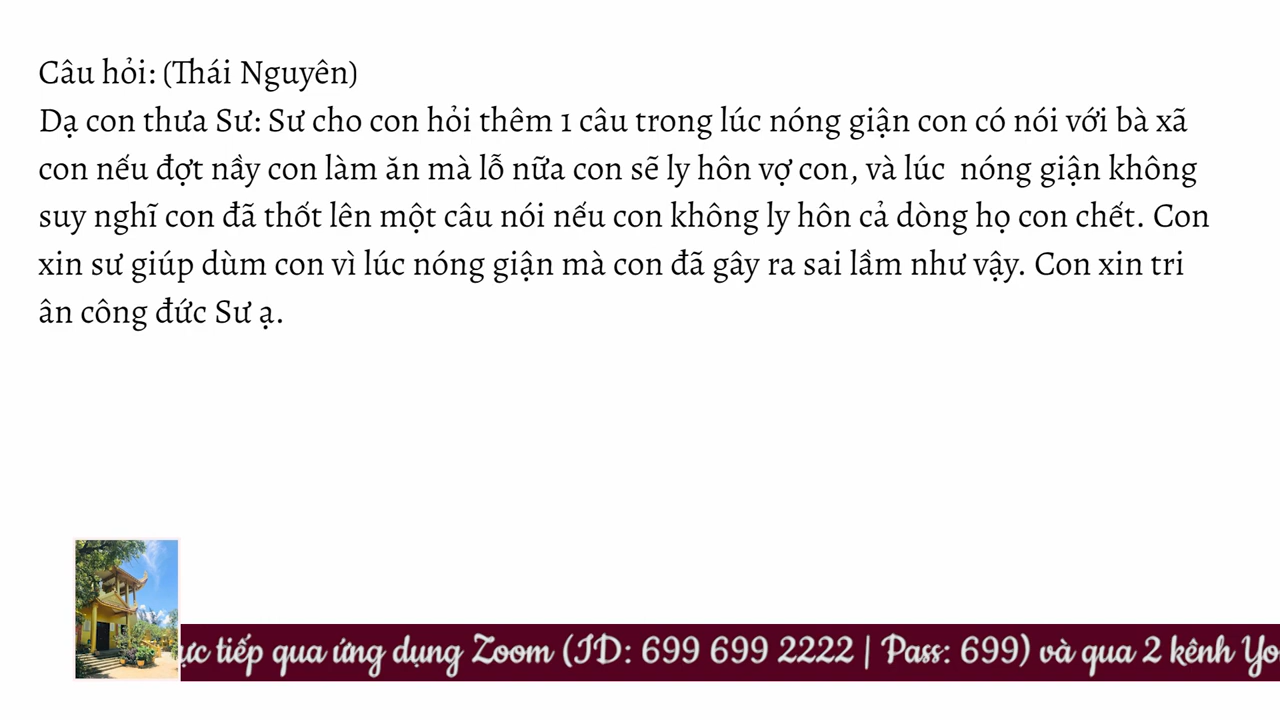 Câu hỏi: (Thái Nguyên)
Dạ con thưa Sư: Sư cho con hỏi thêm 1 câu trong lúc nóng giận con có nói với bà xã
con nếu đợt nầy con làm ăn mà lỗ nữa con sẽ ly hôn vợ con, và lúc  nóng giận không
suy nghĩ con đã thốt lên một câu nói nếu con không ly hôn cả dòng họ con chết. Con
xin sư giúp dùm con vì lúc nóng giận mà con đã gây ra sai lầm như vậy. Con xin tri
ân công đức Sư ạ.
tiếp qua ứng dụng Zoom (ID: 699 699 2222 | Pass: 699) và qua 2 kênh